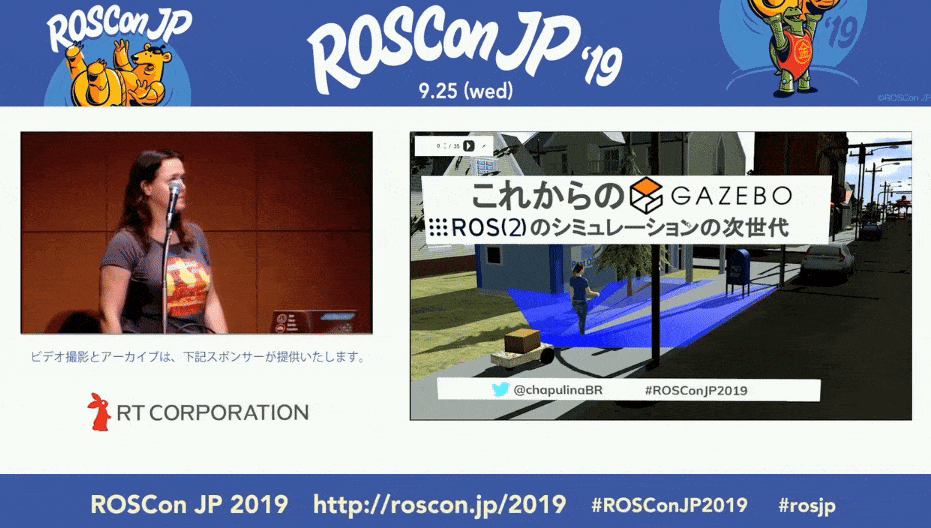 ROSCon JP
ROSCon JP '19
9.25 (wed)
'19
金
©ROSCon JP
これからの GAZEBO
ROS(2)のシミュレーションの次世代
@chapulinaBR #ROSConJP2019
ビデオ撮影とアーカイブは、下記スポンサーが提供いたします。
RT CORPORATION
ROSCon JP 2019 http://roscon.jp/2019 #ROSConJP2019 #rosjp